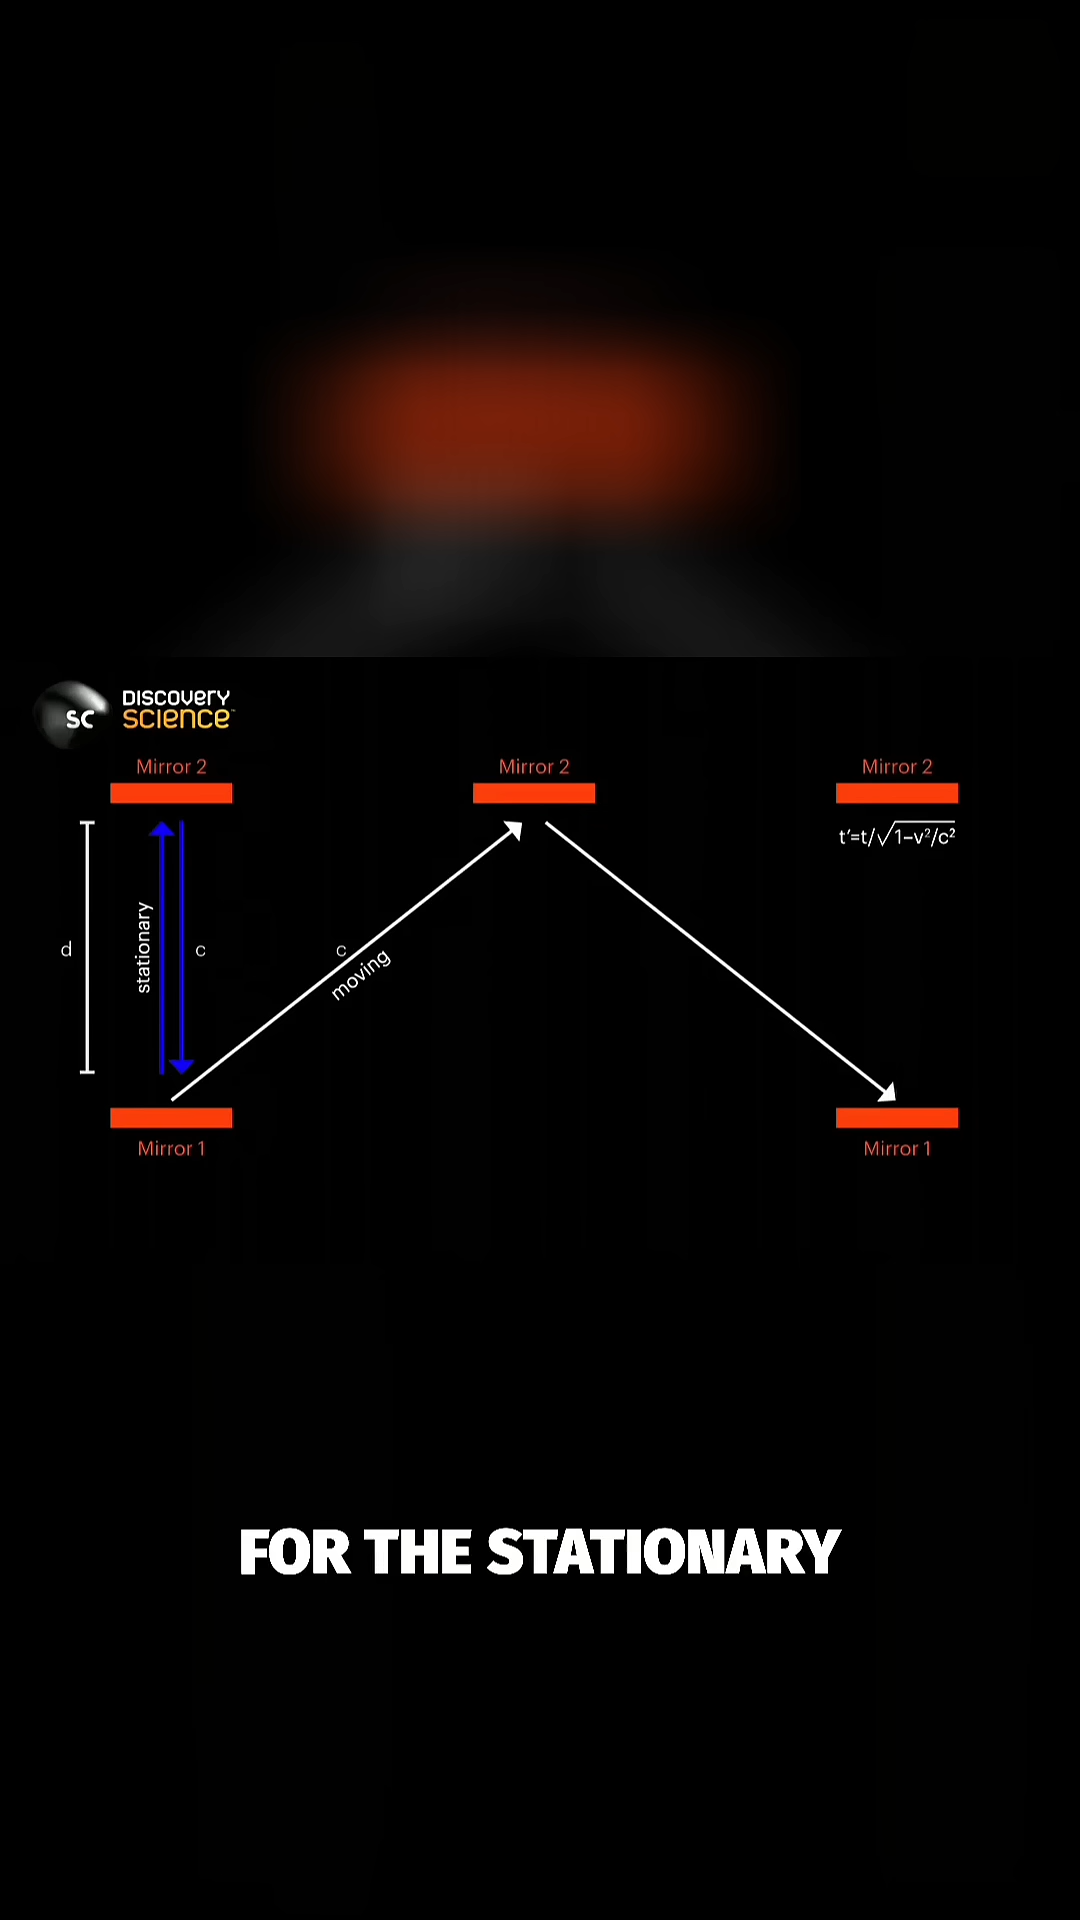 SC
DISCOVERY
SCIENCE™
Mirror 2
Mirror 2
Mirror 2
t′=t/√1−v²/c²
d
stationary
c
c
moving
Mirror 1
Mirror 1
FOR THE STATIONARY